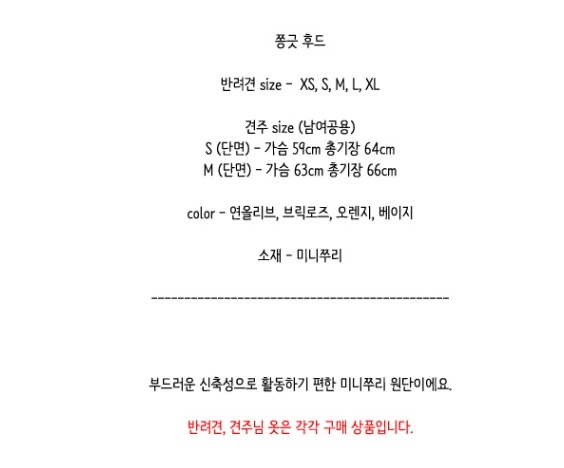 쫑긋 후드
반려견 size - XS, S, M, L, XL
견주 size (남여공용)
S (단면) - 가슴 59cm 총기장 64cm
M (단면) - 가슴 63cm 총기장 66cm
color - 연올리브, 브릭로즈, 오렌지, 베이지
소재 - 미니쭈리
----------------------------------------------
부드러운 신축성으로 활동하기 편한 미니쭈리 원단이에요.
반려견, 견주님 옷은 각각 구매 상품입니다.